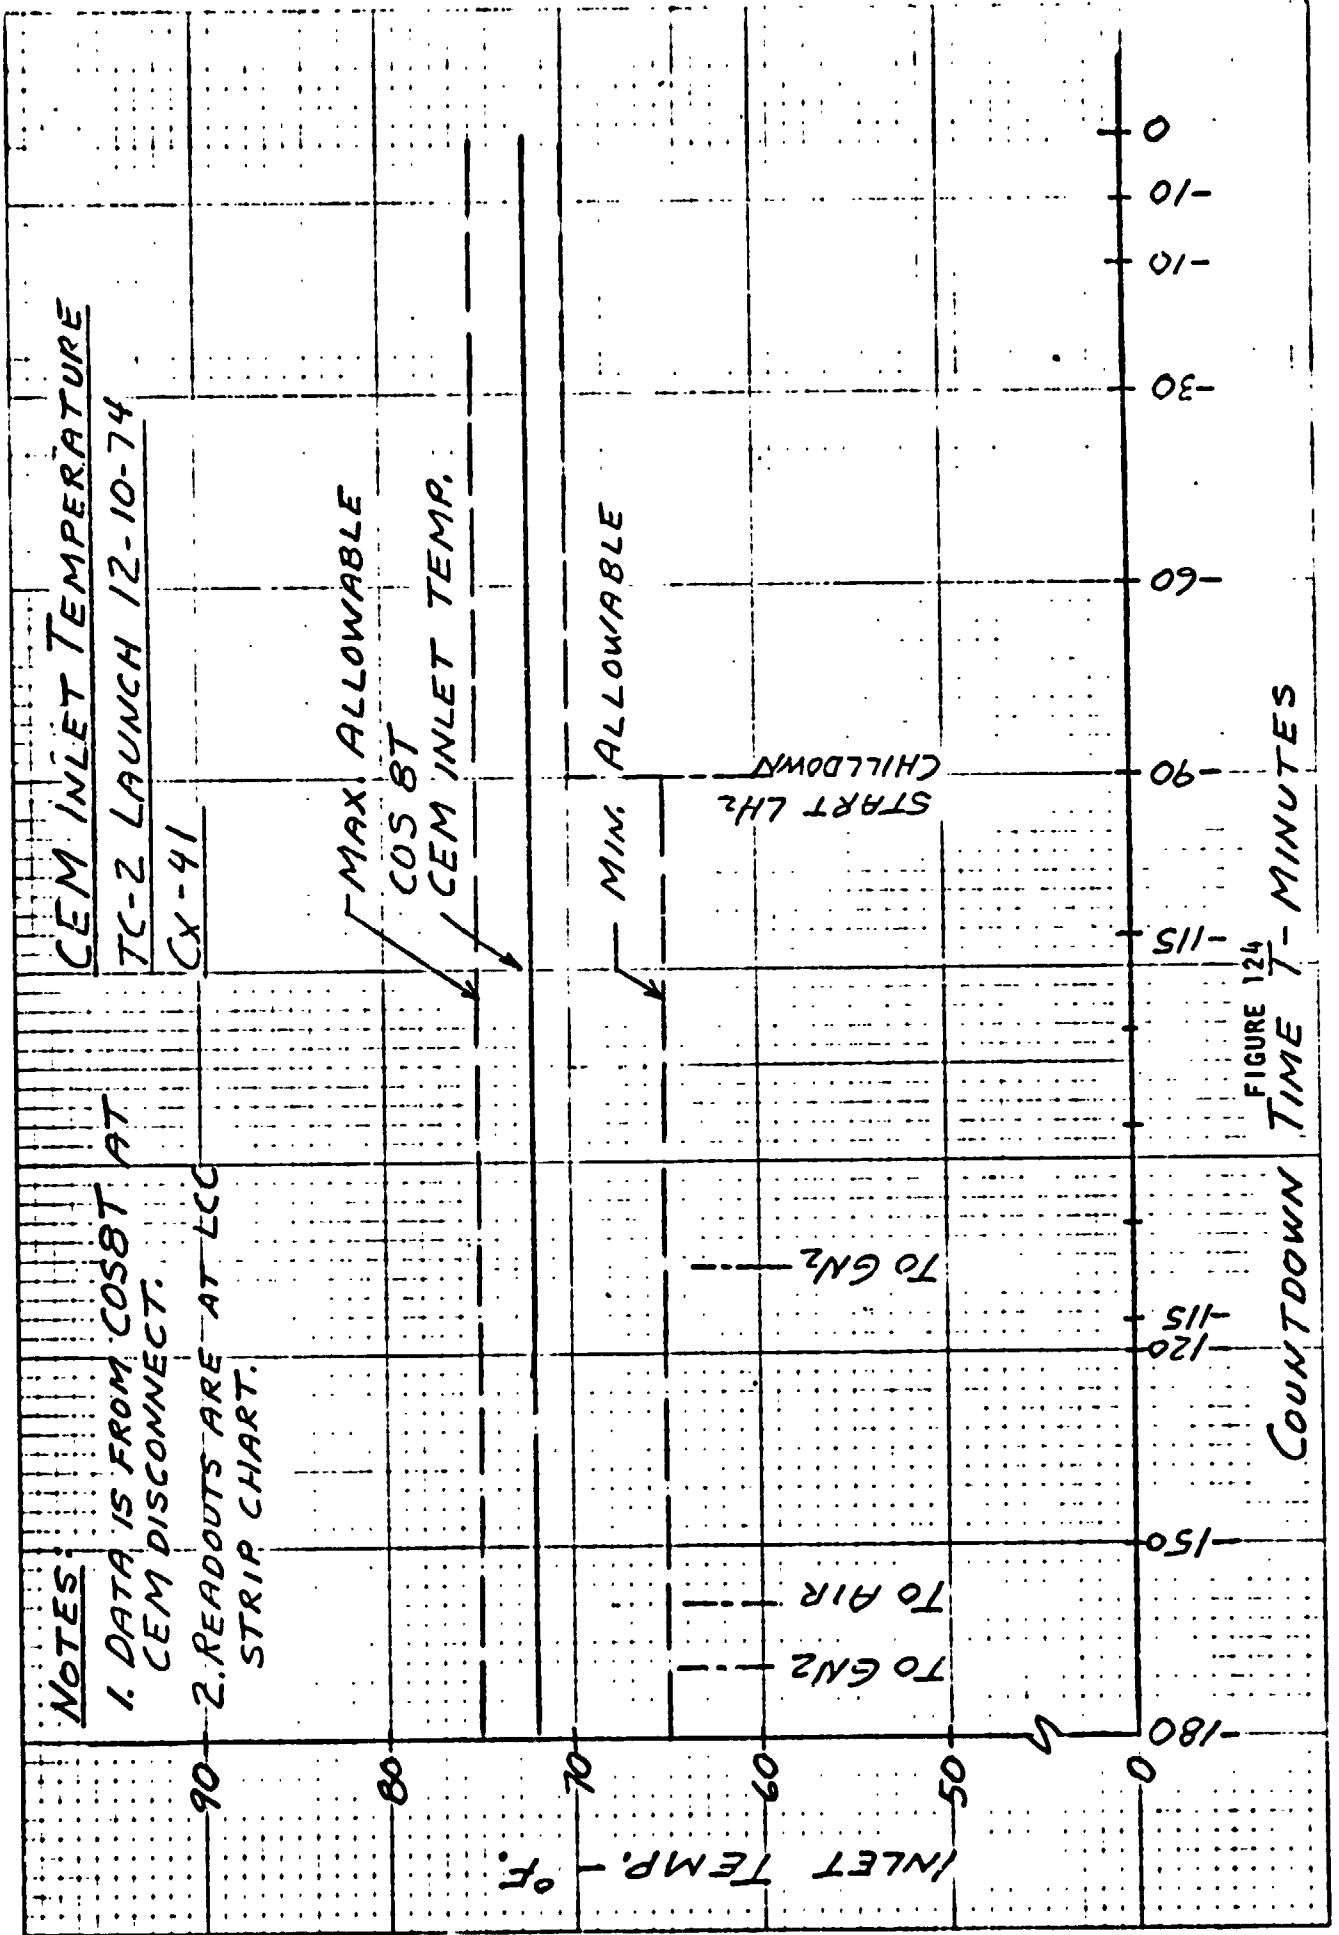 CEM INLET TEMPERATURE
TC-2 LAUNCH 12-10-74
CX-41
NOTES:
1. DATA IS FROM COS8T AT
CEM DISCONNECT.
2. READOUTS ARE AT LCC
STRIP CHART.
MAX. ALLOWABLE
COS 8T
CEM INLET TEMP.
MIN. ALLOWABLE
START LH₂
CHILLDOWN
TO GN₂
TO AIR
TO GN2
INLET TEMP. - °F.
90
80
70
60
50
0
-180
-150
-120
-115
-115
-90
-60
-30
-10
-10
0
FIGURE 124
COUNTDOWN TIME T- MINUTES